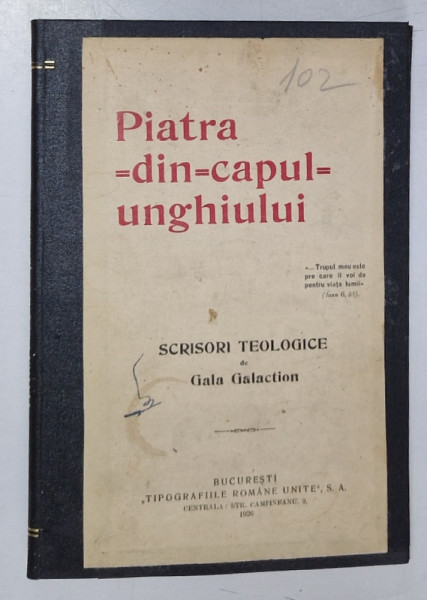 102
Piatra
=din=capul=
unghiului
«...Trupul meu este
pre care îl voi da
pentru viața lumii»
(Ioan 6, 51).
SCRISORI TEOLOGICE
de
Gala Galaction
BUCUREȘTI
„TIPOGRAFIILE ROMÂNE UNITE", S. A.
CENTRALA: STR. CAMPINEANU, 9.
1926